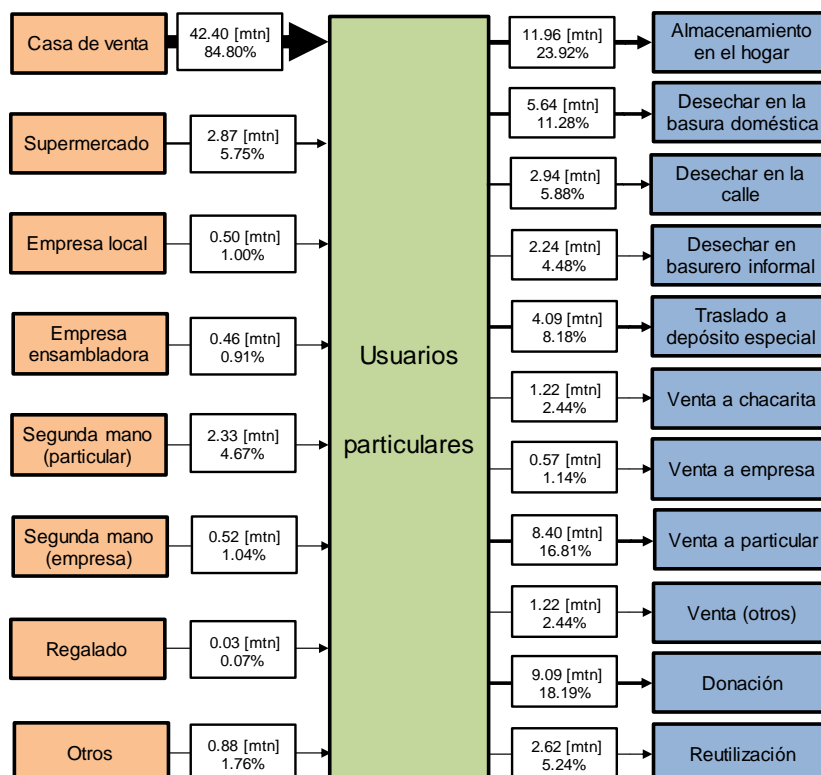 Casa de venta
42.40 [mtn]
84.80%
Supermercado
2.87 [mtn]
5.75%
Empresa local
0.50 [mtn]
1.00%
Empresa
ensambladora
0.46 [mtn]
0.91%
Segunda mano
(particular)
2.33 [mtn]
4.67%
Segunda mano
(empresa)
0.52 [mtn]
1.04%
Regalado
0.03 [mtn]
0.07%
Otros
0.88 [mtn]
1.76%
Usuarios
particulares
11.96 [mtn]
23.92%
Almacenamiento
en el hogar
5.64 [mtn]
11.28%
Desechar en la
basura doméstica
2.94 [mtn]
5.88%
Desechar en la
calle
2.24 [mtn]
4.48%
Desechar en
basurero informal
4.09 [mtn]
8.18%
Traslado a
depósito especial
1.22 [mtn]
2.44%
Venta a chacarita
0.57 [mtn]
1.14%
Venta a empresa
8.40 [mtn]
16.81%
Venta a particular
1.22 [mtn]
2.44%
Venta (otros)
9.09 [mtn]
18.19%
Donación
2.62 [mtn]
5.24%
Reutilización